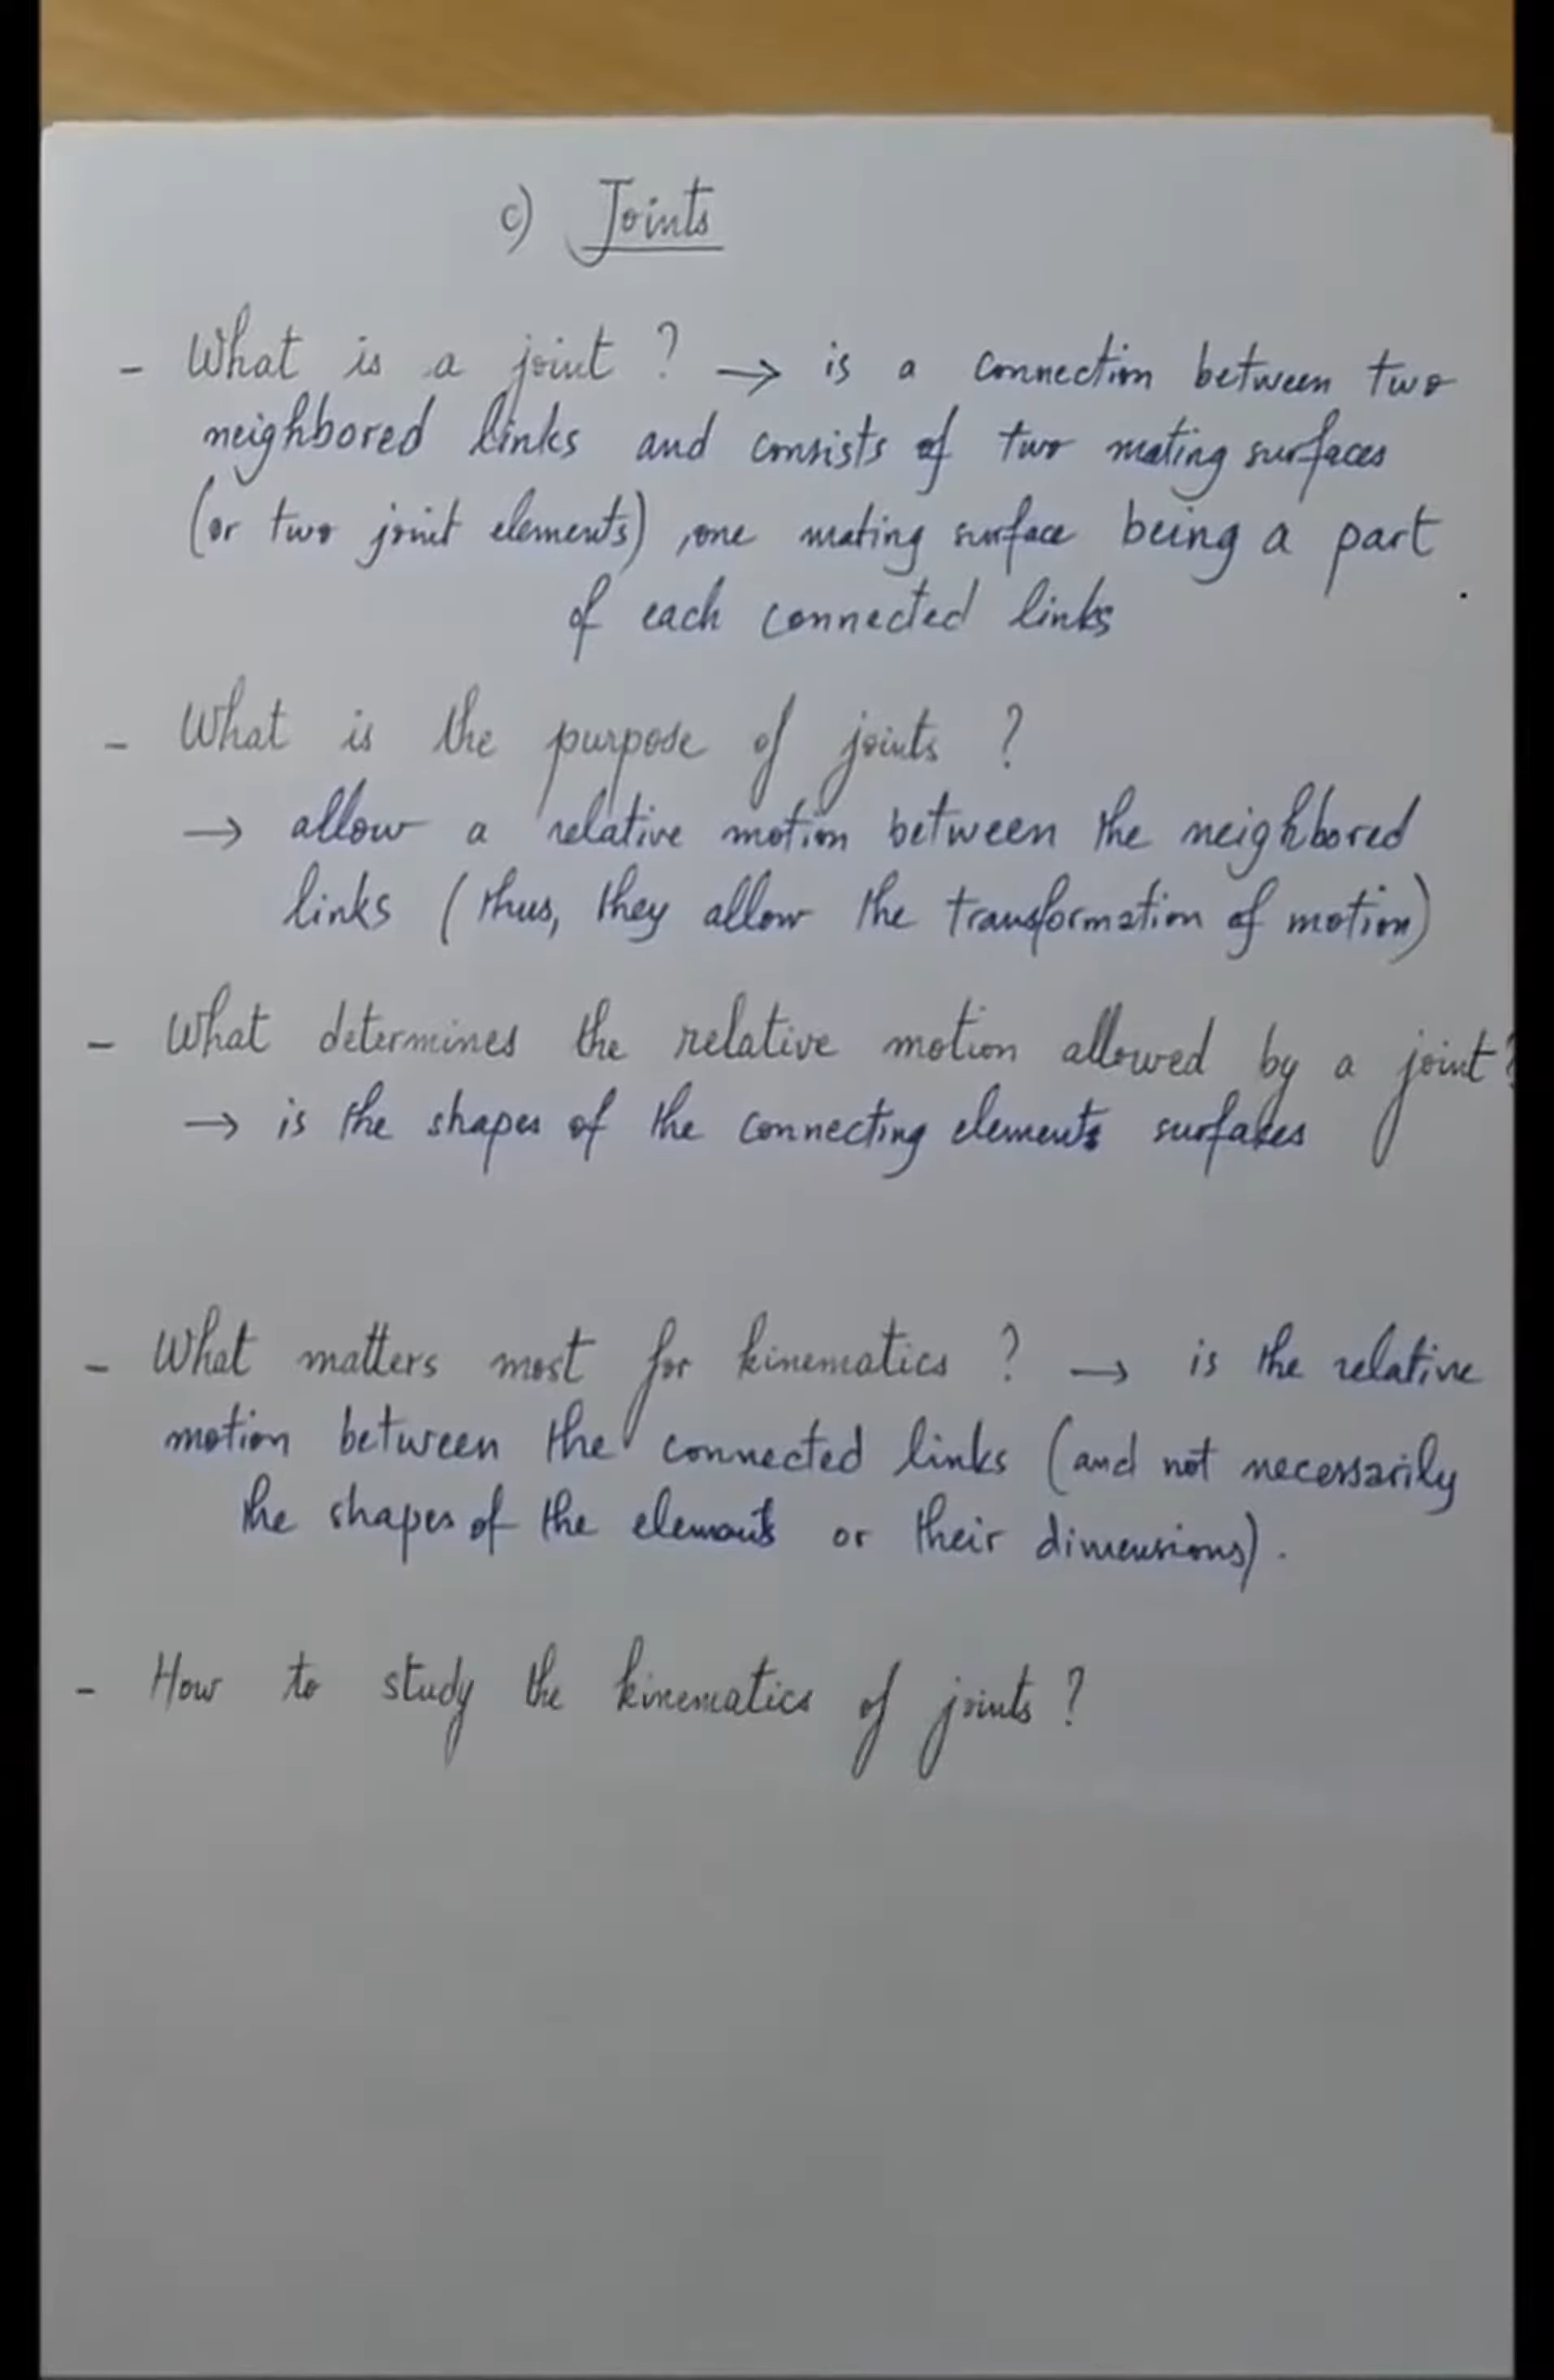 c) Joints
- What is a joint ? → is a connection between two
neighbored links and consists of two mating surfaces
(or two joint elements) , one mating surface being a part
of each connected links
- What is the purpose of joints ?
→ allow a relative motion between the neighbored
links (thus, they allow the transformation of motion)
- What determines the relative motion allowed by a joint?
→ is the shapes of the connecting elements surfaces
- What matters most for kinematics ? → is the relative
motion between the connected links (and not necessarily
the shapes of the elements or their dimensions).
- How to study the kinematics of joints ?